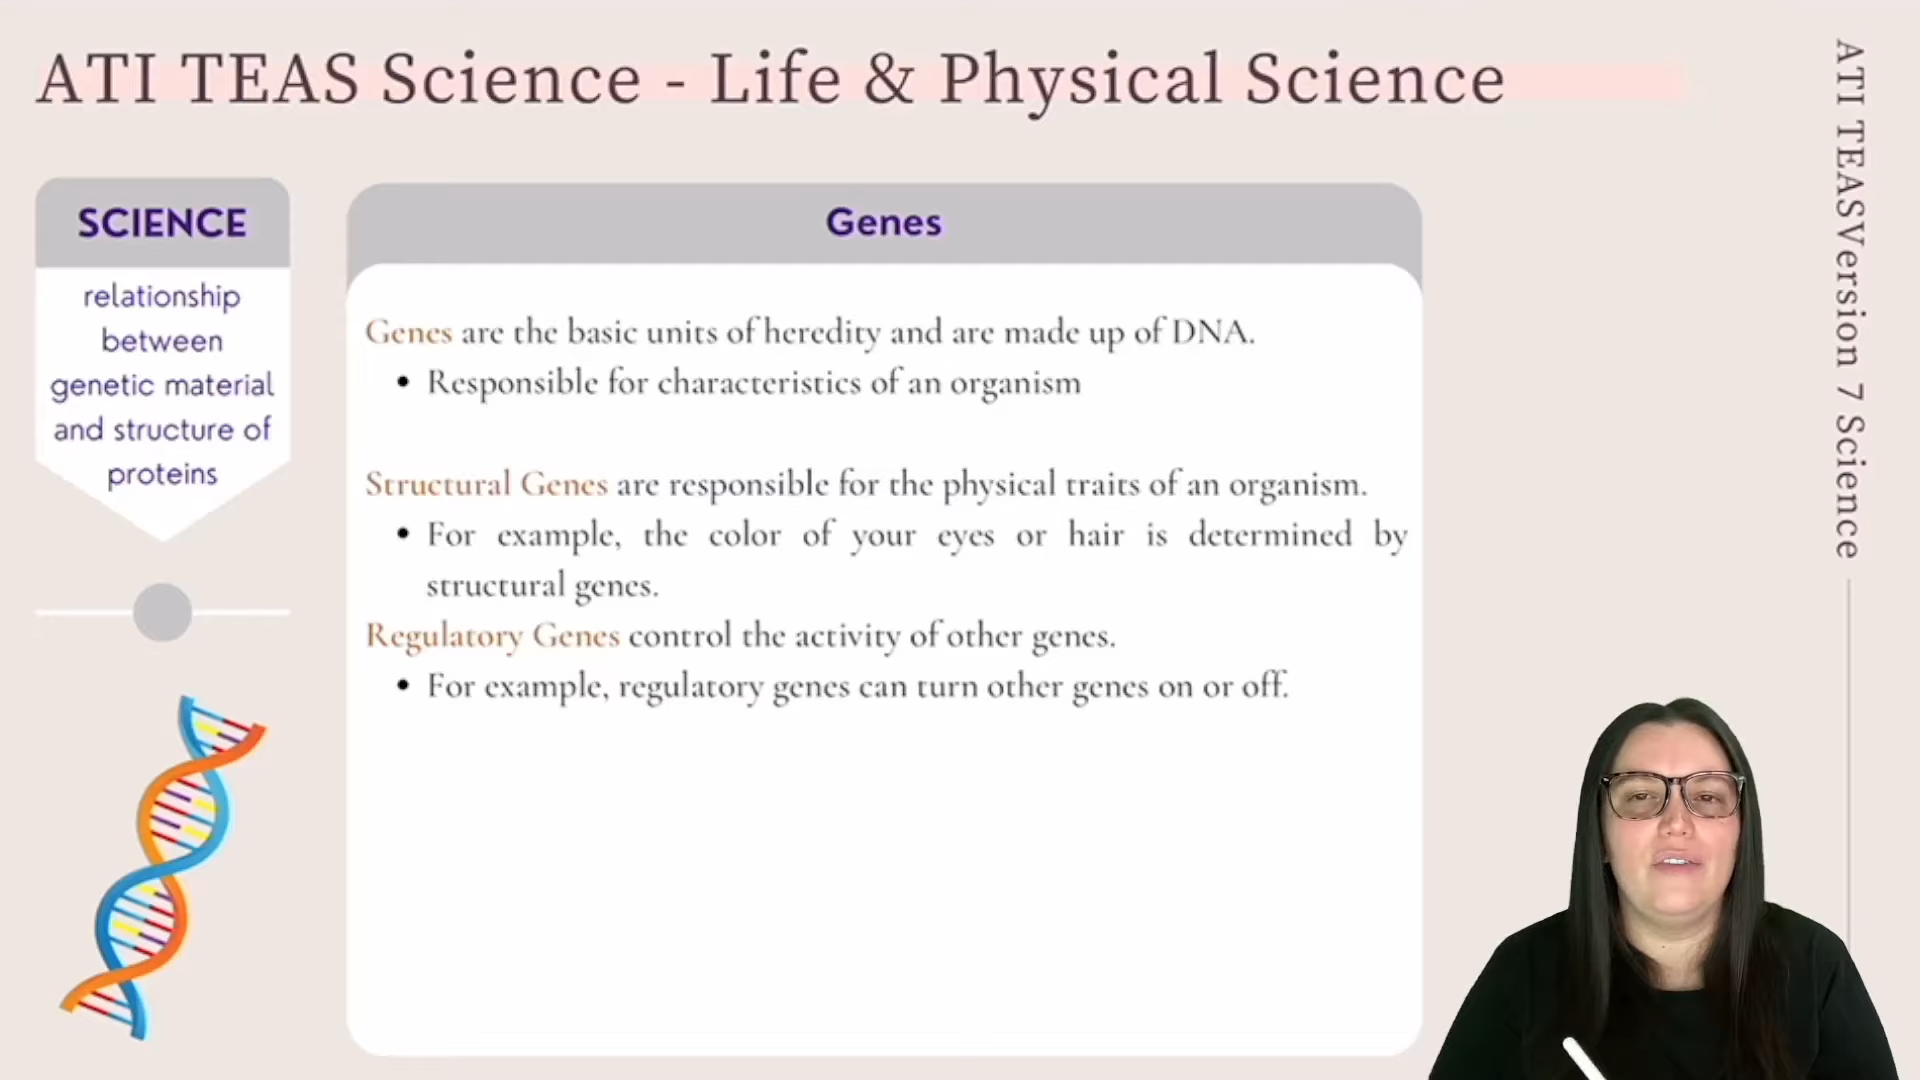 ATI TEAS Science - Life & Physical Science
SCIENCE
relationship
between
genetic material
and structure of
proteins
Genes
Genes are the basic units of heredity and are made up of DNA.
• Responsible for characteristics of an organism
Structural Genes are responsible for the physical traits of an organism.
• For example, the color of your eyes or hair is determined by
structural genes.
Regulatory Genes control the activity of other genes.
• For example, regulatory genes can turn other genes on or off.
ATI TEASVersion 7 Science